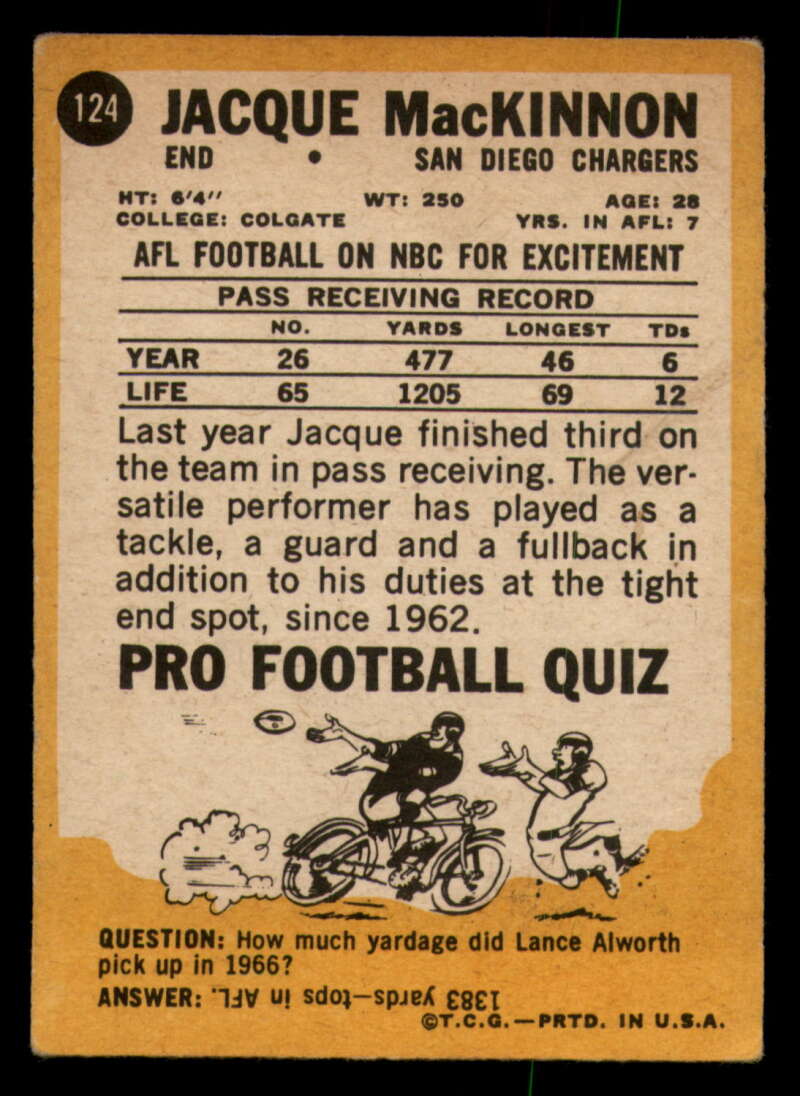 124
JACQUE MacKINNON
END • SAN DIEGO CHARGERS
HT: 6'4" WT: 250 AGE: 28
COLLEGE: COLGATE YRS. IN AFL: 7
AFL FOOTBALL ON NBC FOR EXCITEMENT
PASS RECEIVING RECORD
NO. YARDS LONGEST TDs
YEAR 26 477 46 6
LIFE 65 1205 69 12
Last year Jacque finished third on
the team in pass receiving. The ver-
satile performer has played as a
tackle, a guard and a fullback in
addition to his duties at the tight
end spot, since 1962.
PRO FOOTBALL QUIZ
QUESTION: How much yardage did Lance Alworth
pick up in 1966?
ANSWER: 1383 yards—tops in AFL.
©T.C.G.—PRTD. IN U.S.A.